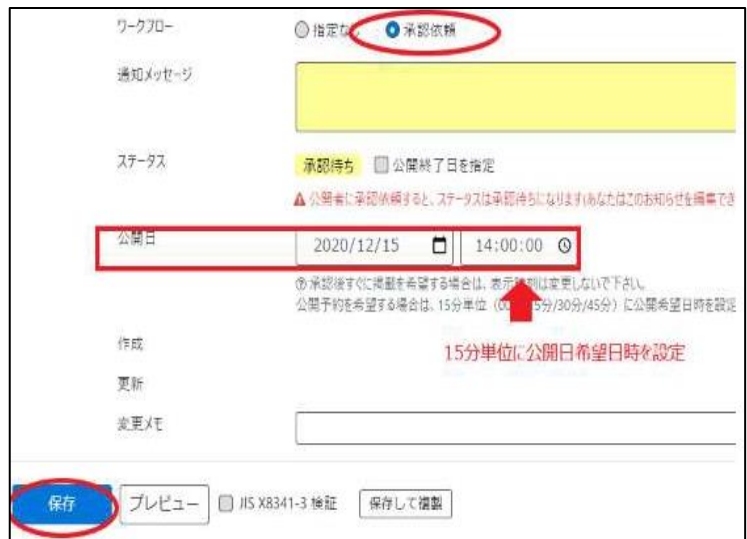 ワークフロー 指定なし 承認依頼
通知メッセージ
ステータス 承認待ち 公開終了日を指定
公開者に承認依頼すると、ステータスは承認待ちになります(あなたはこのお知らせを編集でき
公開日 2020/12/15 14:00:00
承認後すぐに掲載を希望する場合は、表示時刻は変更しないで下さい。
公開予約を希望する場合は、15分単位（00 5分/30分/45分）に公開希望日時を設定
作成
15分単位に公開日希望日時を設定
更新
変更メモ
保存 プレビュー JIS X8341-3 検証 保存して複製